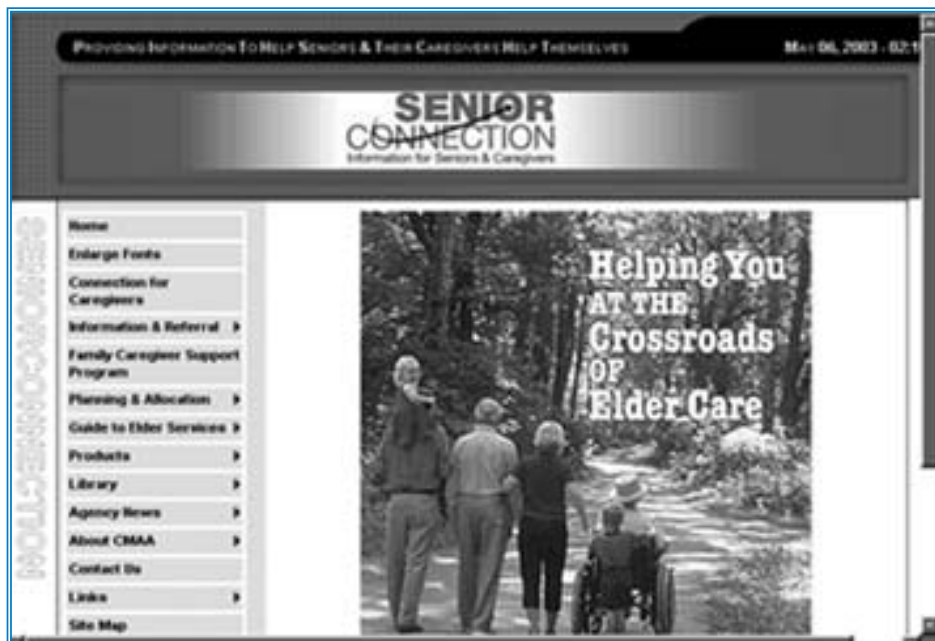 PROVIDING INFORMATION TO HELP SENIORS & THEIR CAREGIVERS HELP THEMSELVES
MAY 06, 2003 - 02:1
SENIOR
CONNECTION
Information for Seniors & Caregivers
SENIORCONNECTION
Home
Enlarge Fonts
Connection for
Caregivers
Information & Referral
Family Caregiver Support
Program
Planning & Allocation
Guide to Elder Services
Products
Library
Agency News
About CMAA
Contact Us
Links
Site Map
Helping You
AT THE
Crossroads
OF
Elder Care